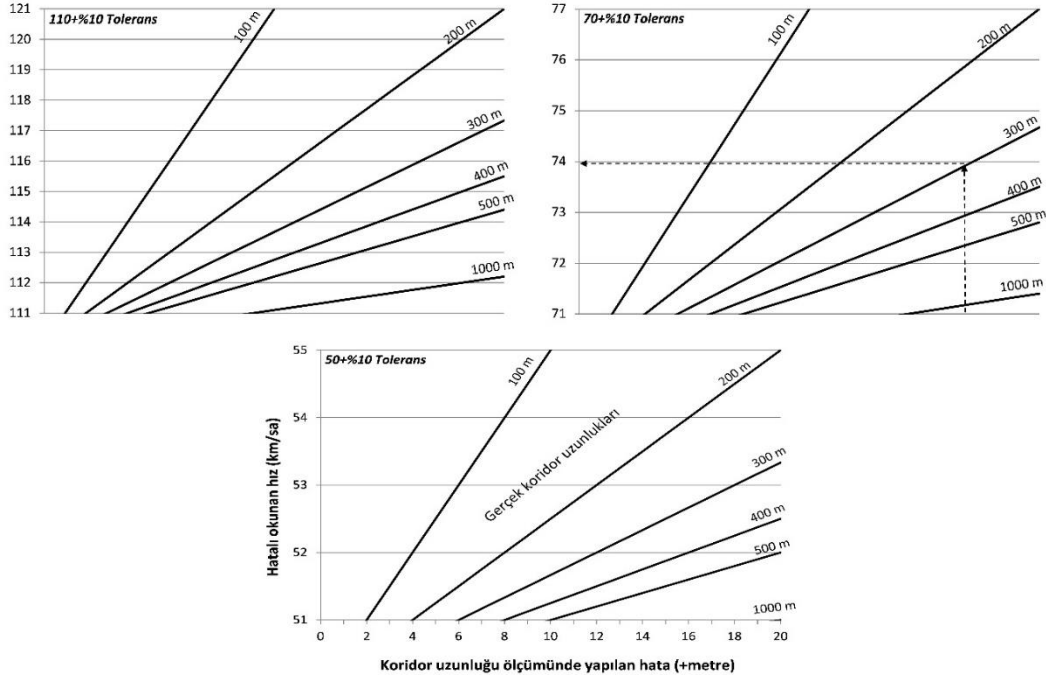 110+%10 Tolerans
121
120
119
118
117
116
115
114
113
112
111
100 m
200 m
300 m
400 m
500 m
1000 m
70+%10 Tolerans
77
76
75
74
73
72
71
100 m
200 m
300 m
400 m
500 m
1000 m
50+%10 Tolerans
Hatalı okunan hız (km/sa)
55
54
53
52
51
100 m
200 m
Gerçek koridor uzunlukları
300 m
400 m
500 m
1000 m
0 2 4 6 8 10 12 14 16 18 20
Koridor uzunluğu ölçümünde yapılan hata (+metre)